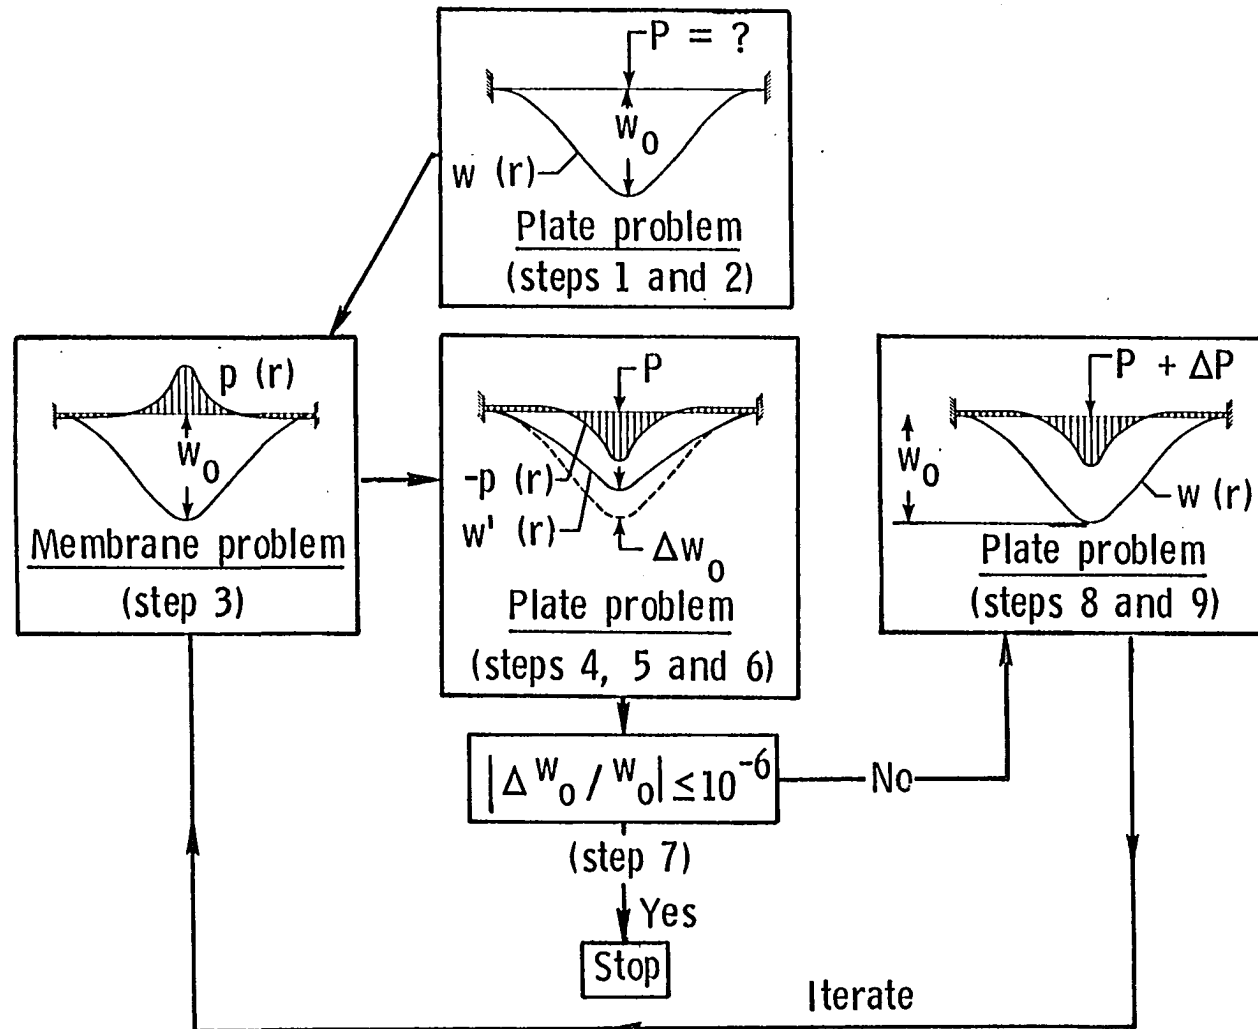 P = ?
w₀
w (r)
Plate problem
(steps 1 and 2)
p (r)
w₀
Membrane problem
(step 3)
P
-p (r)
w' (r)
Δw₀
Plate problem
(steps 4, 5 and 6)
P + ΔP
w₀
w (r)
Plate problem
(steps 8 and 9)
|Δw₀/w₀| ≤ 10⁻⁶
No
(step 7)
Yes
Stop
Iterate